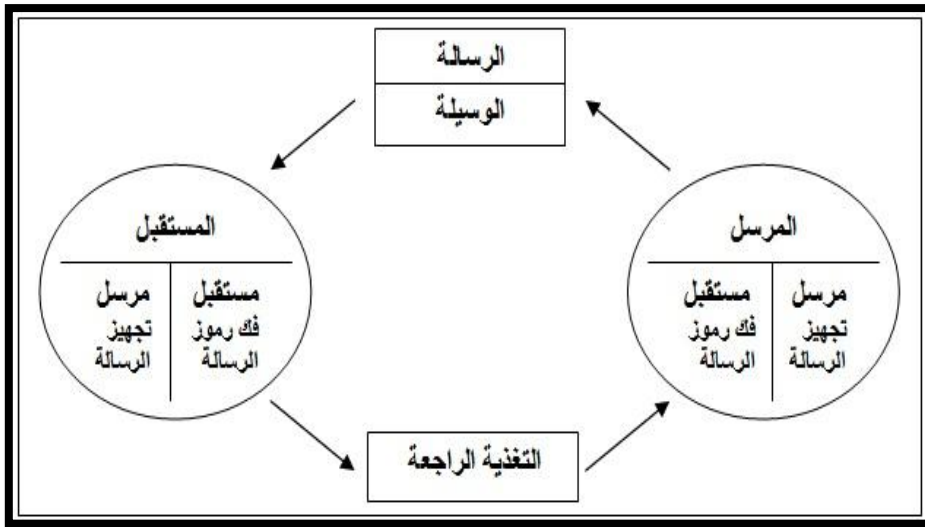 الرسالة
الوسيلة
المرسل
مرسل
تجهيز
الرسالة
مستقبل
فك رموز
الرسالة
المستقبل
مستقبل
فك رموز
الرسالة
مرسل
تجهيز
الرسالة
التغذية الراجعة